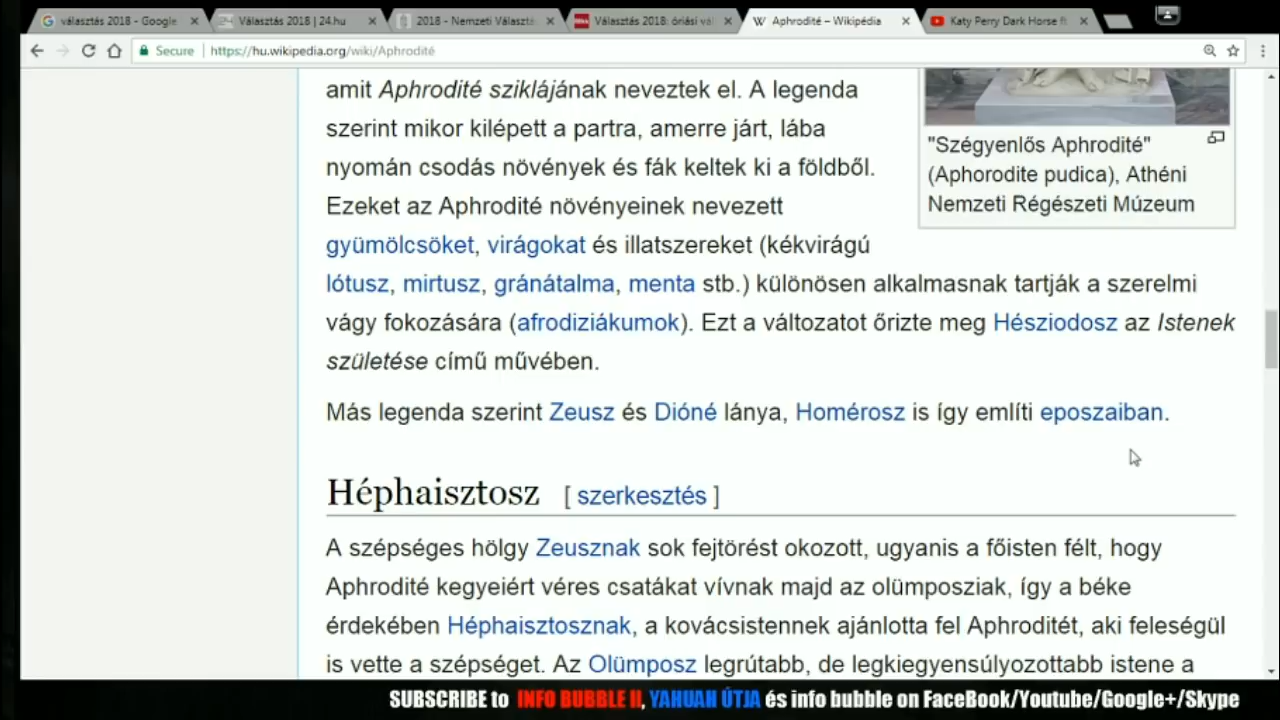 választás 2018 - Google
Választás 2018 | 24.hu
2018 - Nemzeti Választá
Választás 2018: óriási vá
Aphrodité – Wikipédia
Katy Perry Dark Horse ft
Secure
https://hu.wikipedia.org/wiki/Aphrodité
amit Aphrodité sziklájának neveztek el. A legenda
szerint mikor kilépett a partra, amerre járt, lába
nyomán csodás növények és fák keltek ki a földből.
Ezeket az Aphrodité növényeinek nevezett
gyümölcsöket, virágokat és illatszereket (kékvirágú
lótusz, mirtusz, gránátalma, menta stb.) különösen alkalmasnak tartják a szerelmi
vágy fokozására (afrodiziákumok). Ezt a változatot őrizte meg Hésziodosz az Istenek
születése című művében.
"Szégyenlős Aphrodité"
(Aphorodite pudica), Athéni
Nemzeti Régészeti Múzeum
Más legenda szerint Zeusz és Dióné lánya, Homérosz is így említi eposzaiban.
Héphaisztosz [ szerkesztés ]
A szépséges hölgy Zeusznak sok fejtörést okozott, ugyanis a főisten félt, hogy
Aphrodité kegyeiért véres csatákat vívnak majd az olümposziak, így a béke
érdekében Héphaisztosznak, a kovácsistennek ajánlotta fel Aphroditét, aki feleségül
is vette a szépséget. Az Olümposz legrútabb, de legkiegyensúlyozottabb istene a
SUBSCRIBE to INFO BUBBLE II, YAHUAH ÚTJA és info bubble on FaceBook/Youtube/Google+/Skype